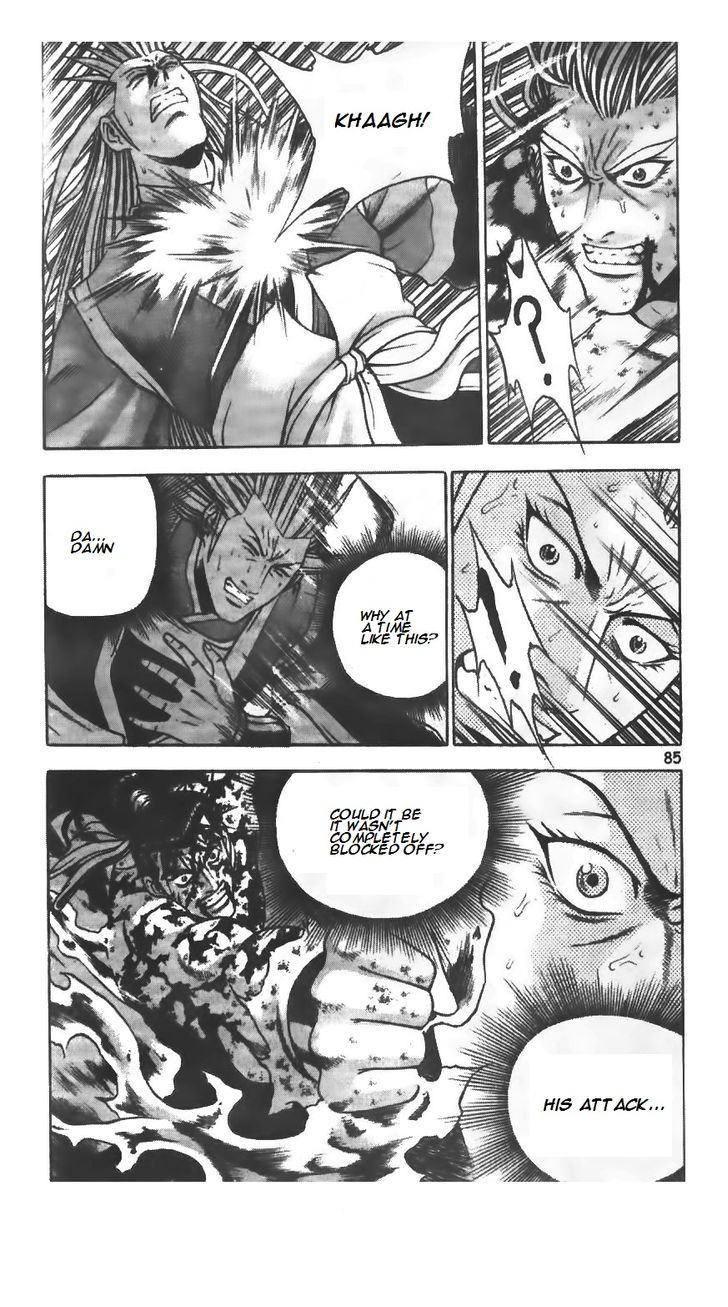 KHAAGH!
?
DA...
DAMN
WHY AT
A TIME
LIKE THIS?
!
85
COULD IT BE
IT WASN'T
COMPLETELY
BLOCKED OFF?
HIS ATTACK...